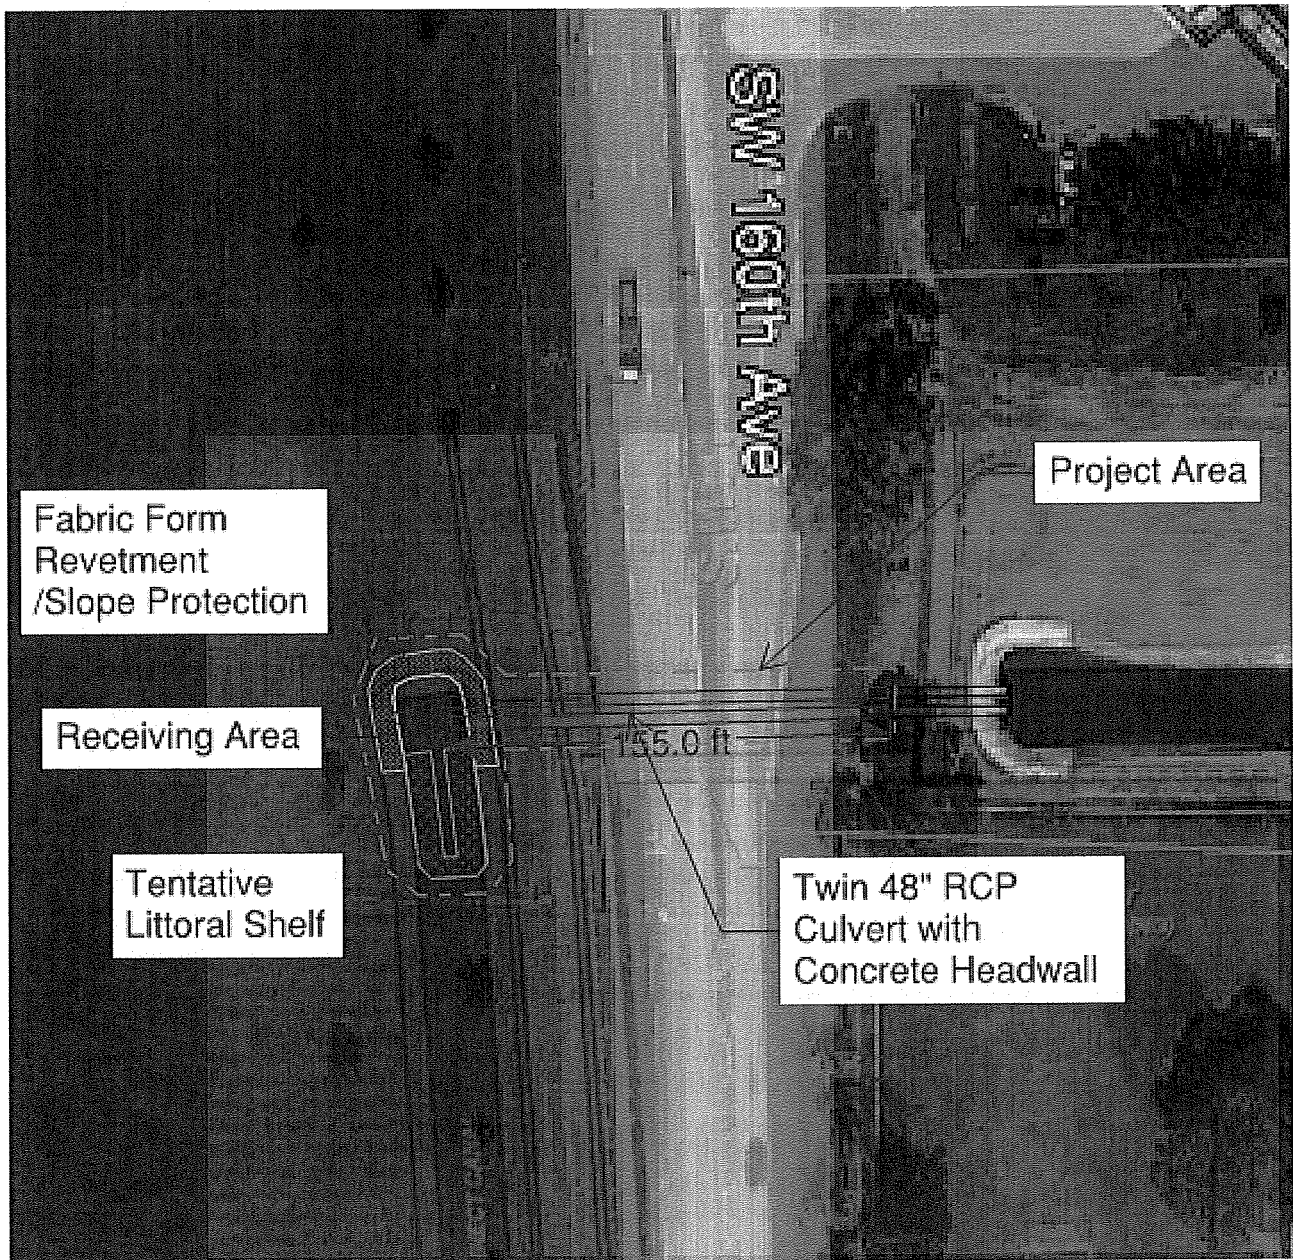 SW 160th Ave
Project Area
Fabric Form
Revetment
/Slope Protection
Receiving Area
155.0 ft
Tentative
Littoral Shelf
Twin 48" RCP
Culvert with
Concrete Headwall